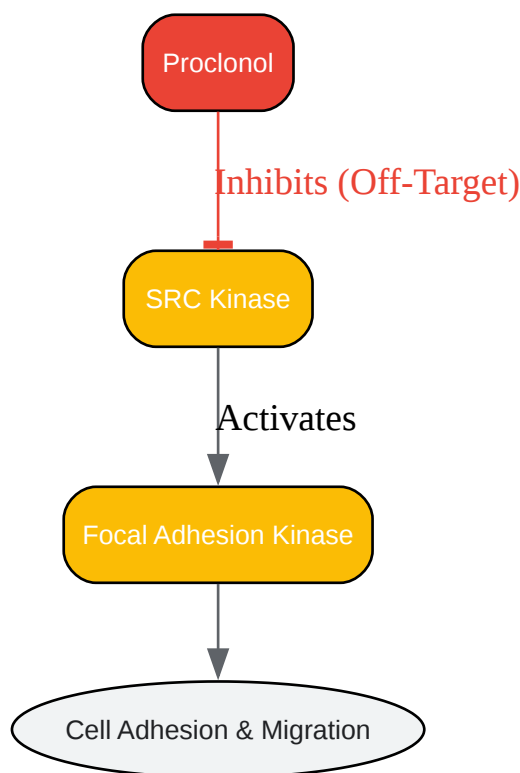 Proclonol
Inhibits (Off-Target)
SRC Kinase
Activates
Focal Adhesion Kinase
Cell Adhesion & Migration